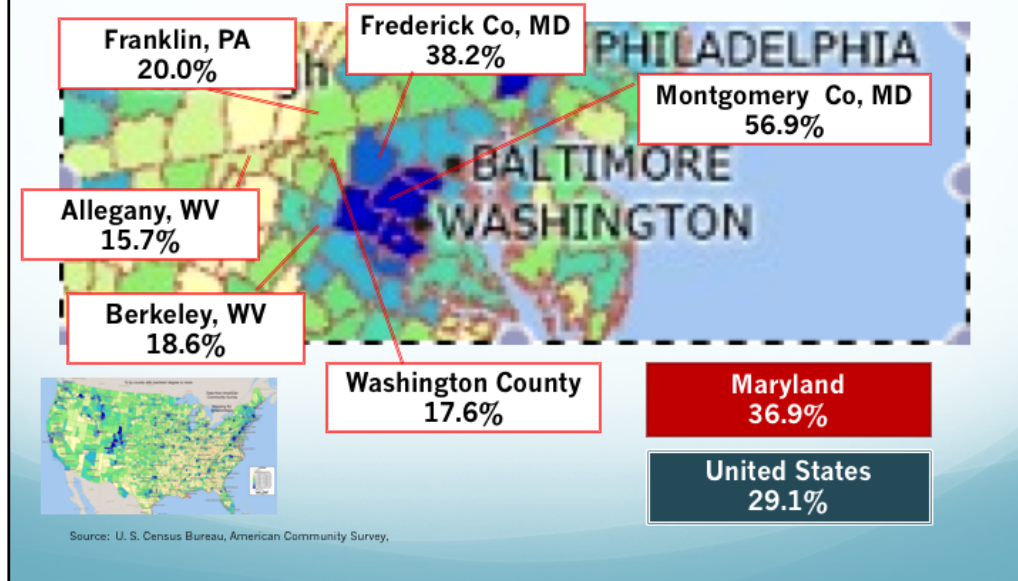 Franklin, PA
20.0%
Frederick Co, MD
38.2%
gh
PHILADELPHIA
Montgomery Co, MD
56.9%
BALTIMORE
Allegany, WV
15.7%
WASHINGTON
Berkeley, WV
18.6%
Washington County
17.6%
Maryland
36.9%
United States
29.1%
Source: U. S. Census Bureau, American Community Survey,